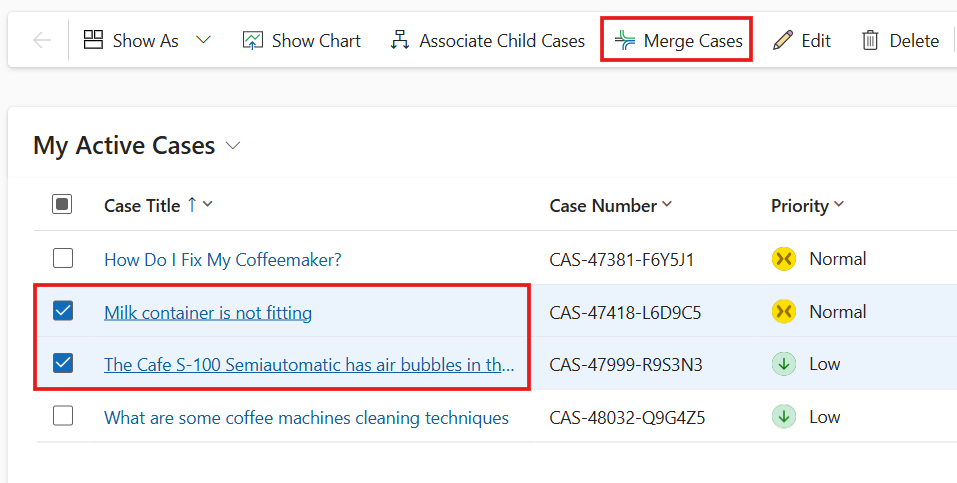 Show As Show Chart Associate Child Cases Merge Cases Edit Delete
My Active Cases
Case Title Case Number Priority
How Do I Fix My Coffeemaker? CAS-47381-F6Y5J1 Normal
Milk container is not fitting CAS-47418-L6D9C5 Normal
The Cafe S-100 Semiautomatic has air bubbles in th... CAS-47999-R9S3N3 Low
What are some coffee machines cleaning techniques CAS-48032-Q9G4Z5 Low